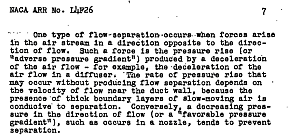 NACA ARR No. L4F26 7
One type of flow separation occurs when forces arise
in the air stream in a direction opposite to the direc-
tion of flow. Such a force is the pressure rise (or
"adverse pressure gradient") produced by a deceleration
of the air flow - for example, the deceleration of the
air flow in a diffuser. The rate of pressure rise that
may occur without producing flow separation depends on
the velocity of flow near the duct wall, because the
presence of thick boundary layers of slow-moving air is
conducive to separation. Conversely, a decreasing pres-
sure in the direction of flow (or a "favorable pressure
gradient"), such as occurs in a nozzle, tends to prevent
separation.